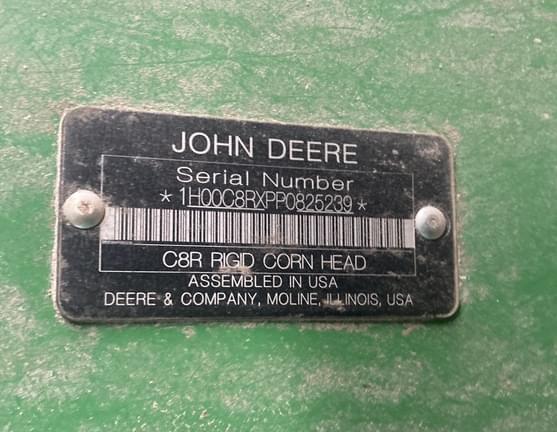 JOHN DEERE
Serial Number
*1H00C8RXPP0825239*
C8R RIGID CORN HEAD
ASSEMBLED IN USA
DEERE & COMPANY, MOLINE, ILLINOIS, USA